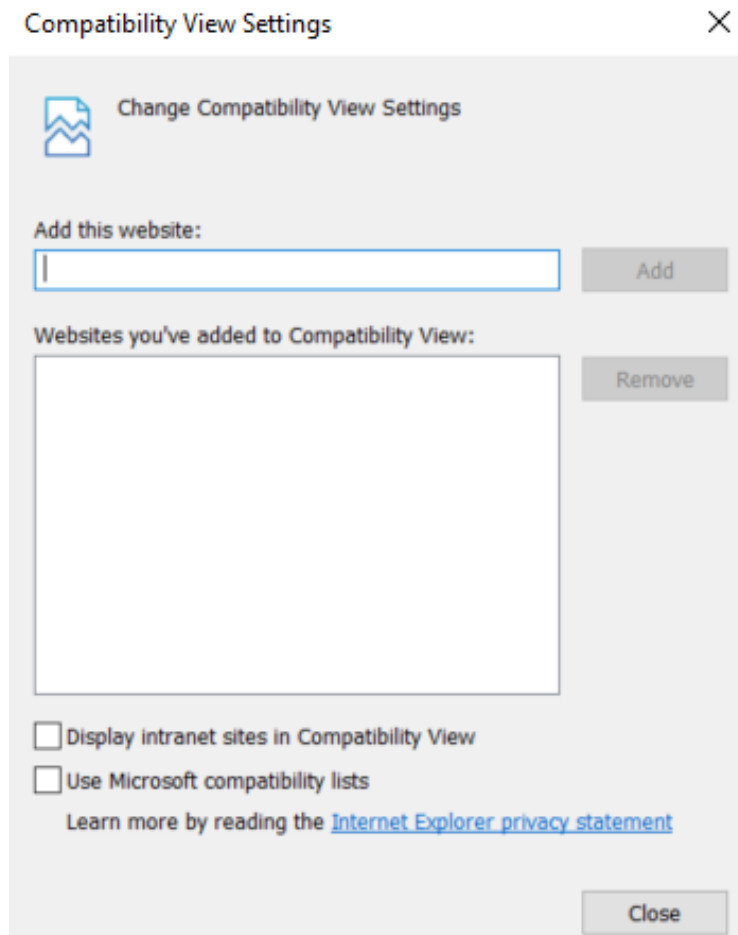 Compatibility View Settings
Change Compatibility View Settings
Add this website:
Add
Websites you've added to Compatibility View:
Remove
Display intranet sites in Compatibility View
Use Microsoft compatibility lists
Learn more by reading the Internet Explorer privacy statement
Close